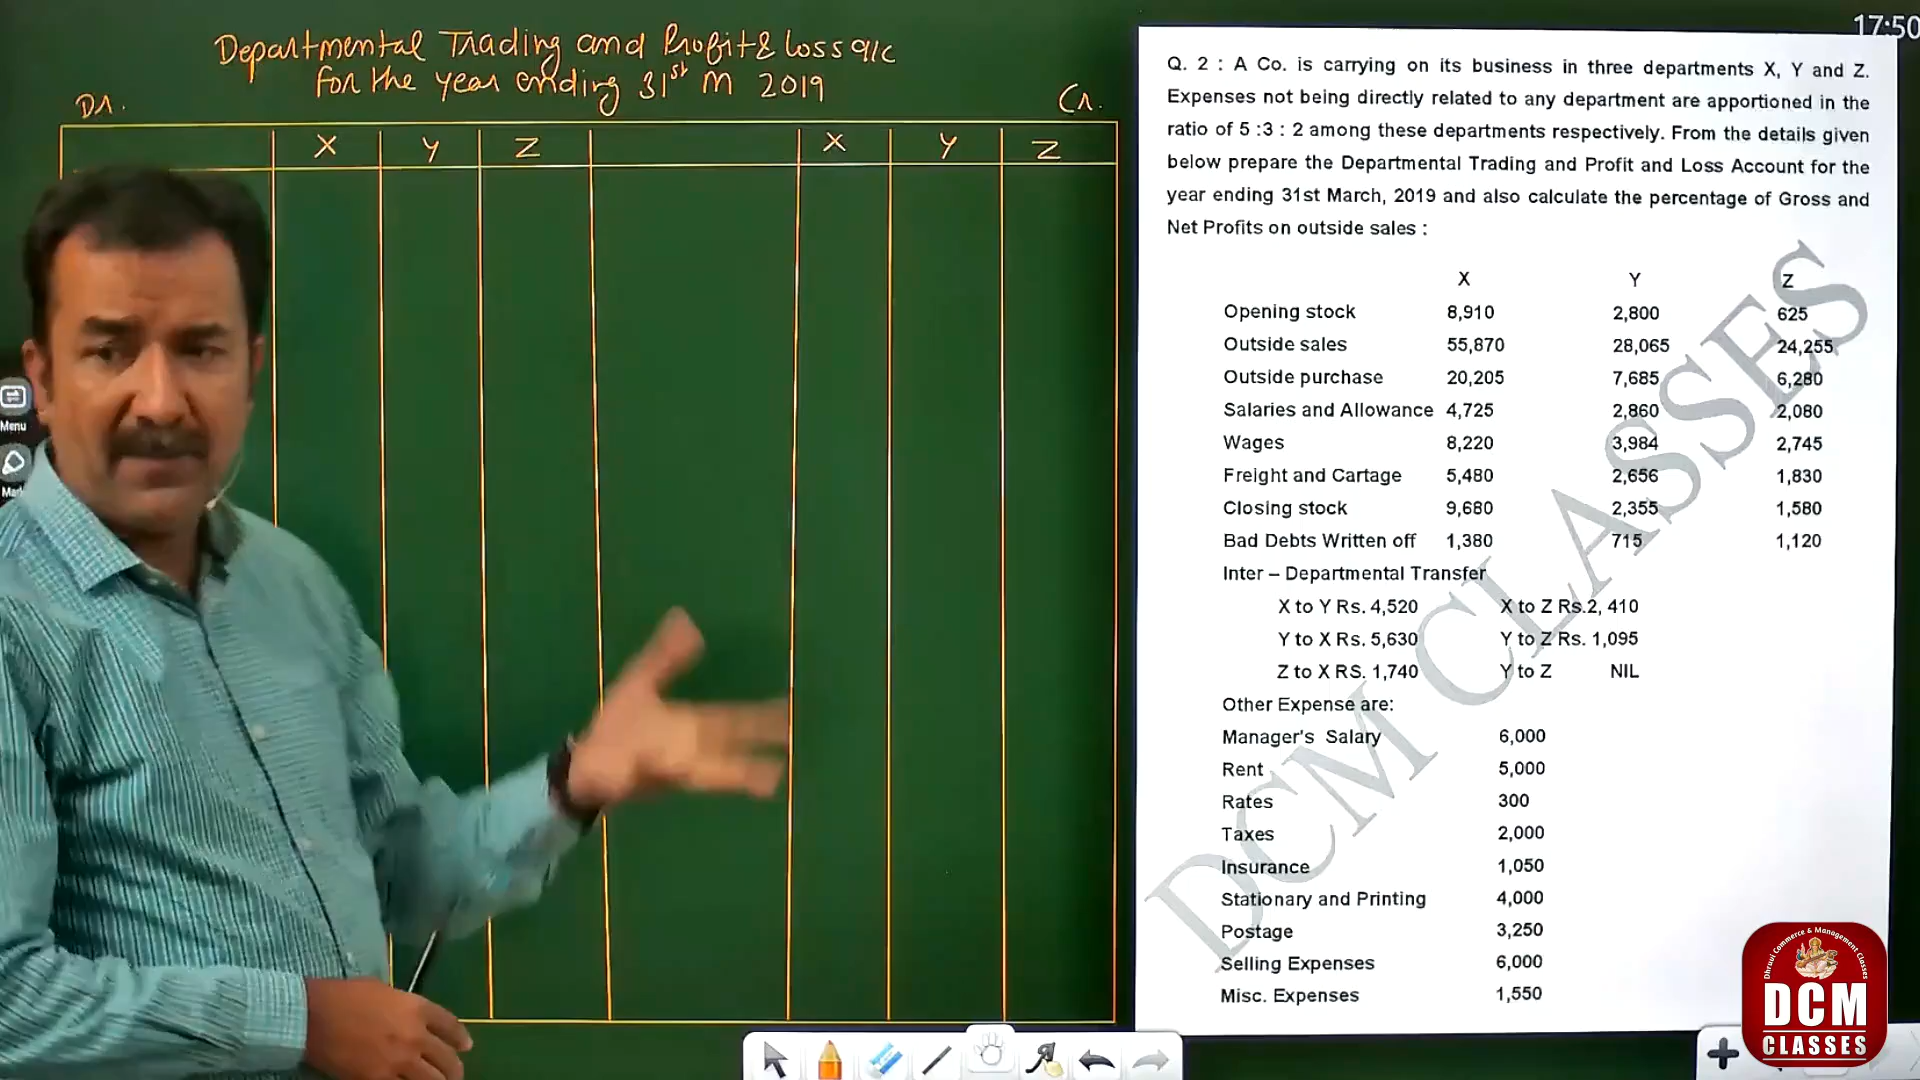 Departmental Trading and Profit & Loss a/c
for the year ending 31st M 2019
Dr.
Cr.
X Y Z X Y Z
17:50
Q. 2 : A Co. is carrying on its business in three departments X, Y and Z.
Expenses not being directly related to any department are apportioned in the
ratio of 5 :3 : 2 among these departments respectively. From the details given
below prepare the Departmental Trading and Profit and Loss Account for the
year ending 31st March, 2019 and also calculate the percentage of Gross and
Net Profits on outside sales :
X Y Z
Opening stock 8,910 2,800 625
Outside sales 55,870 28,065 24,255
Outside purchase 20,205 7,685 6,280
Salaries and Allowance 4,725 2,860 2,080
Wages 8,220 3,984 2,745
Freight and Cartage 5,480 2,656 1,830
Closing stock 9,680 2,355 1,580
Bad Debts Written off 1,380 715 1,120
Inter – Departmental Transfer
X to Y Rs. 4,520 X to Z Rs.2, 410
Y to X Rs. 5,630 Y to Z Rs. 1,095
Z to X RS. 1,740 Y to Z NIL
Other Expense are:
Manager's Salary 6,000
Rent 5,000
Rates 300
Taxes 2,000
Insurance 1,050
Stationary and Printing 4,000
Postage 3,250
Selling Expenses 6,000
Misc. Expenses 1,550
DCM CLASSES
Menu
Mar
Dhruvi Commerce & Management Classes
DCM
CLASSES